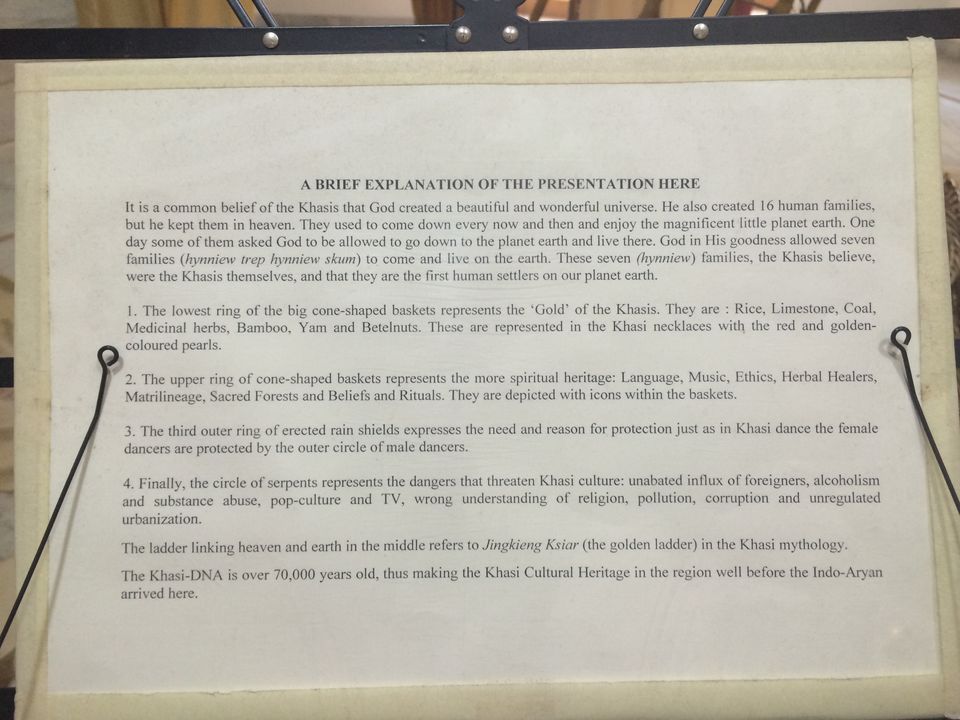 A BRIEF EXPLANATION OF THE PRESENTATION HERE
It is a common belief of the Khasis that God created a beautiful and wonderful universe. He also created 16 human families,
but he kept them in heaven. They used to come down every now and then and enjoy the magnificent little planet earth. One
day some of them asked God to be allowed to go down to the planet earth and live there. God in His goodness allowed seven
families (hynniew trep hynniew skum) to come and live on the earth. These seven (hynniew) families, the Khasis believe,
were the Khasis themselves, and that they are the first human settlers on our planet earth.
1. The lowest ring of the big cone-shaped baskets represents the ‘Gold’ of the Khasis. They are : Rice, Limestone, Coal,
Medicinal herbs, Bamboo, Yam and Betelnuts. These are represented in the Khasi necklaces with the red and golden-
coloured pearls.
2. The upper ring of cone-shaped baskets represents the more spiritual heritage: Language, Music, Ethics, Herbal Healers,
Matrilineage, Sacred Forests and Beliefs and Rituals. They are depicted with icons within the baskets.
3. The third outer ring of erected rain shields expresses the need and reason for protection just as in Khasi dance the female
dancers are protected by the outer circle of male dancers.
4. Finally, the circle of serpents represents the dangers that threaten Khasi culture: unabated influx of foreigners, alcoholism
and substance abuse, pop-culture and TV, wrong understanding of religion, pollution, corruption and unregulated
urbanization.
The ladder linking heaven and earth in the middle refers to Jingkieng Ksiar (the golden ladder) in the Khasi mythology.
The Khasi-DNA is over 70,000 years old, thus making the Khasi Cultural Heritage in the region well before the Indo-Aryan
arrived here.